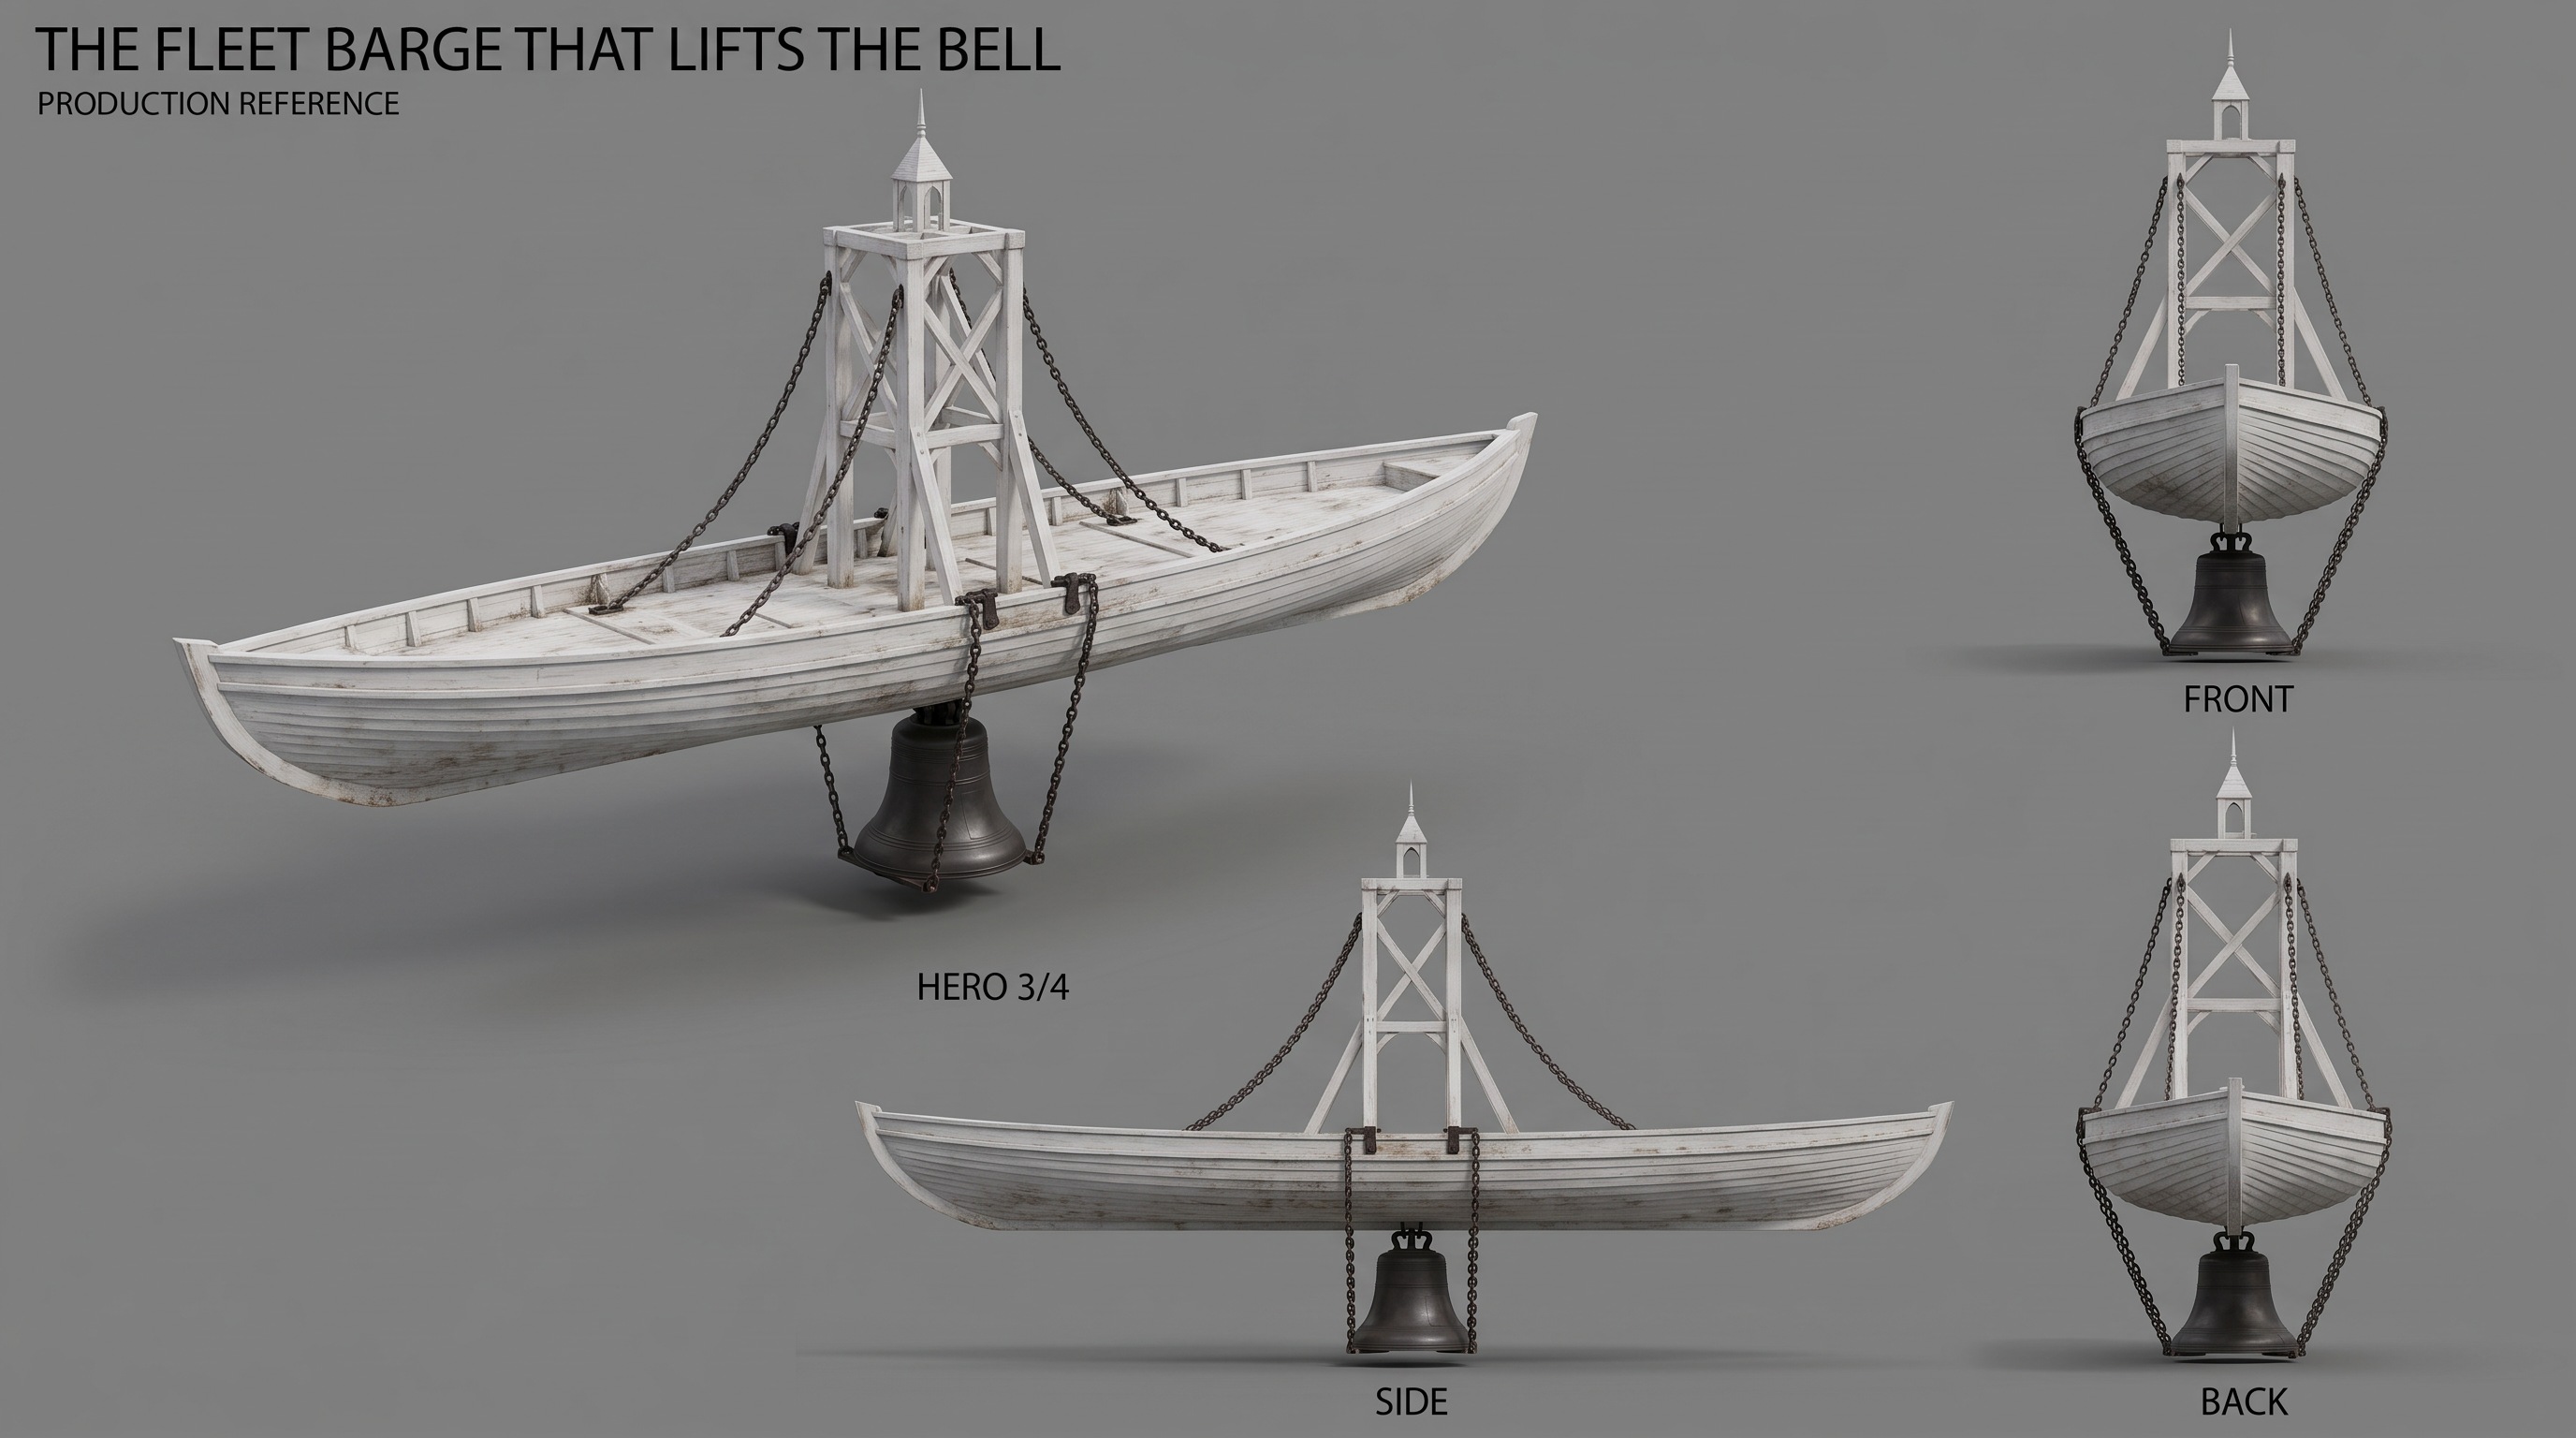 THE FLEET BARGE THAT LIFTS THE BELL
PRODUCTION REFERENCE
FRONT
HERO 3/4
SIDE
BACK